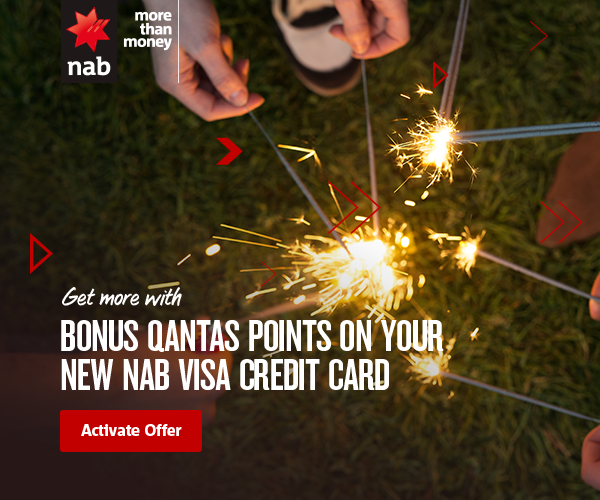 more
than
money
nab
Get more with
BONUS QANTAS POINTS ON YOUR
NEW NAB VISA CREDIT CARD
Activate Offer